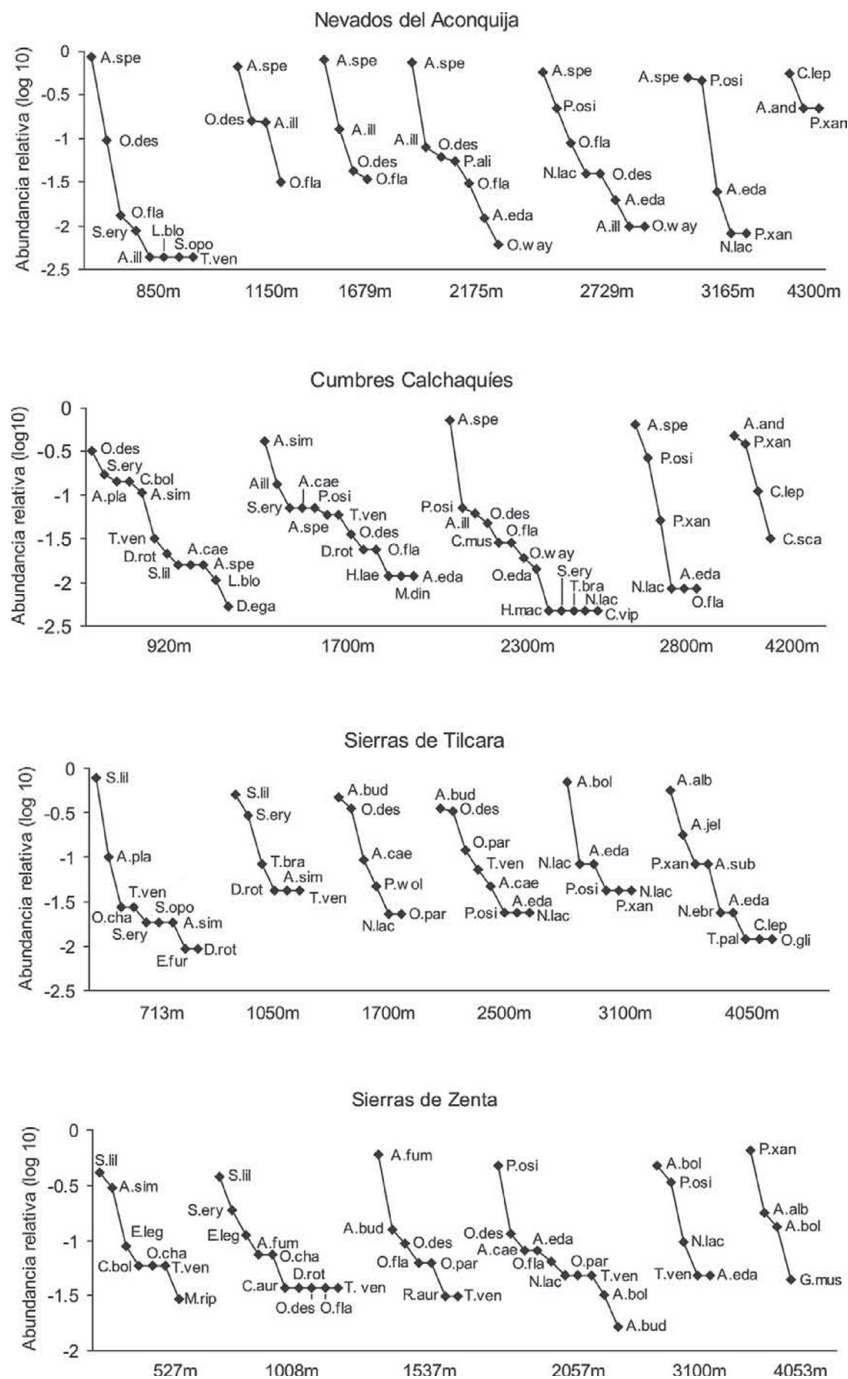 Nevados del Aconquija
Abundancia relativa (log 10)
0
-0.5
-1
-1.5
-2
-2.5
A.spe
O.des
O.fla
S.ery
L.blo
S.opo
A.ill
T.ven
A.spe
O.des
A.ill
O.fla
A.spe
A.ill
O.des
O.fla
A.spe
A.ill
O.des
P.ali
O.fla
A.eda
O.way
A.spe
P.osi
O.fla
N.lac
O.des
A.eda
A.ill
O.way
A.spe
P.osi
A.eda
N.lac
P.xan
C.lep
A.and
P.xan
850m 1150m 1679m 2175m 2729m 3165m 4300m
Cumbres Calchaquíes
Abundancia relativa (log10)
0
-0.5
-1
-1.5
-2
-2.5
O.des
S.ery
C.bol
A.pla
A.sim
T.ven
D.rot
S.lil
A.cae
A.spe
L.blo
D.ega
A.sim
Aill
S.ery
A.cae
A.spe
P.osi
T.ven
O.des
D.rot
O.fla
H.lae
M.din
A.eda
A.spe
P.osi
A.ill
O.des
C.mus
O.fla
O.way
O.eda
H.mac
S.ery
T.bra
N.lac
C.vip
A.spe
P.osi
P.xan
N.lac
A.eda
O.fla
A.and
P.xan
C.lep
C.sca
920m 1700m 2300m 2800m 4200m
Sierras de Tilcara
Abundancia relativa (log 10)
0
-0.5
-1
-1.5
-2
-2.5
S.lil
A.pla
O.cha
T.ven
S.ery
S.opo
A.sim
E.fur
D.rot
S.lil
S.ery
T.bra
D.rot
A.sim
T.ven
A.bud
O.des
A.cae
P.wol
N.lac
O.par
A.bud
O.des
O.par
T.ven
A.cae
P.osi
A.eda
N.lac
A.bol
N.lac
A.eda
P.osi
P.xan
N.lac
A.alb
A.jel
P.xan
A.sub
N.ebr
A.eda
T.pal
C.lep
O.gli
713m 1050m 1700m 2500m 3100m 4050m
Sierras de Zenta
Abundancia relativa (log 10)
0
-0.5
-1
-1.5
-2
S.lil
A.sim
E.leg
C.bol
O.cha
T.ven
M.rip
S.lil
S.ery
E.leg
A.fum
O.cha
C.aur
D.rot
O.des
O.fla
T. ven
A.fum
A.bud
O.des
O.fla
O.par
R.aur
T.ven
P.osi
O.des
A.cae
A.eda
O.fla
N.lac
O.par
T.ven
A.bol
A.bud
A.bol
P.osi
N.lac
T.ven
A.eda
P.xan
A.alb
A.bol
G.mus
527m 1008m 1537m 2057m 3100m 4053m